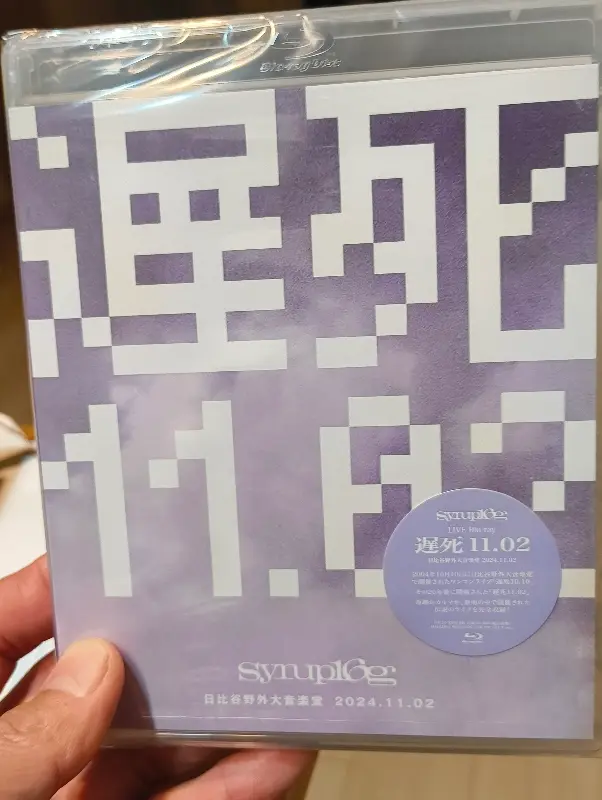 Blu-ray Disc
遅死
11.02
syrup16g
LIVE Blu-ray
遅死 11.02
日比谷野外大音楽堂 2024.11.02
syrup16g
日比谷野外大音楽堂 2024.11.02